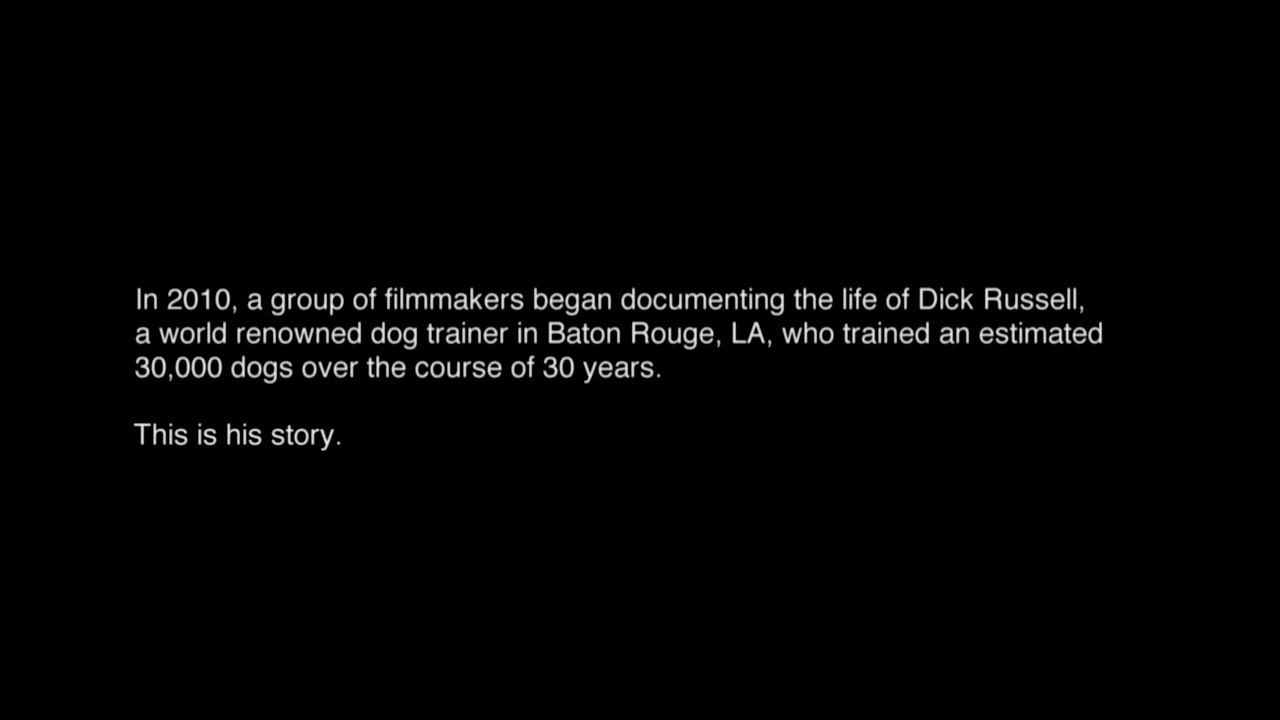 In 2010, a group of filmmakers began documenting the life of Dick Russell,
a world renowned dog trainer in Baton Rouge, LA, who trained an estimated
30,000 dogs over the course of 30 years.
This is his story.